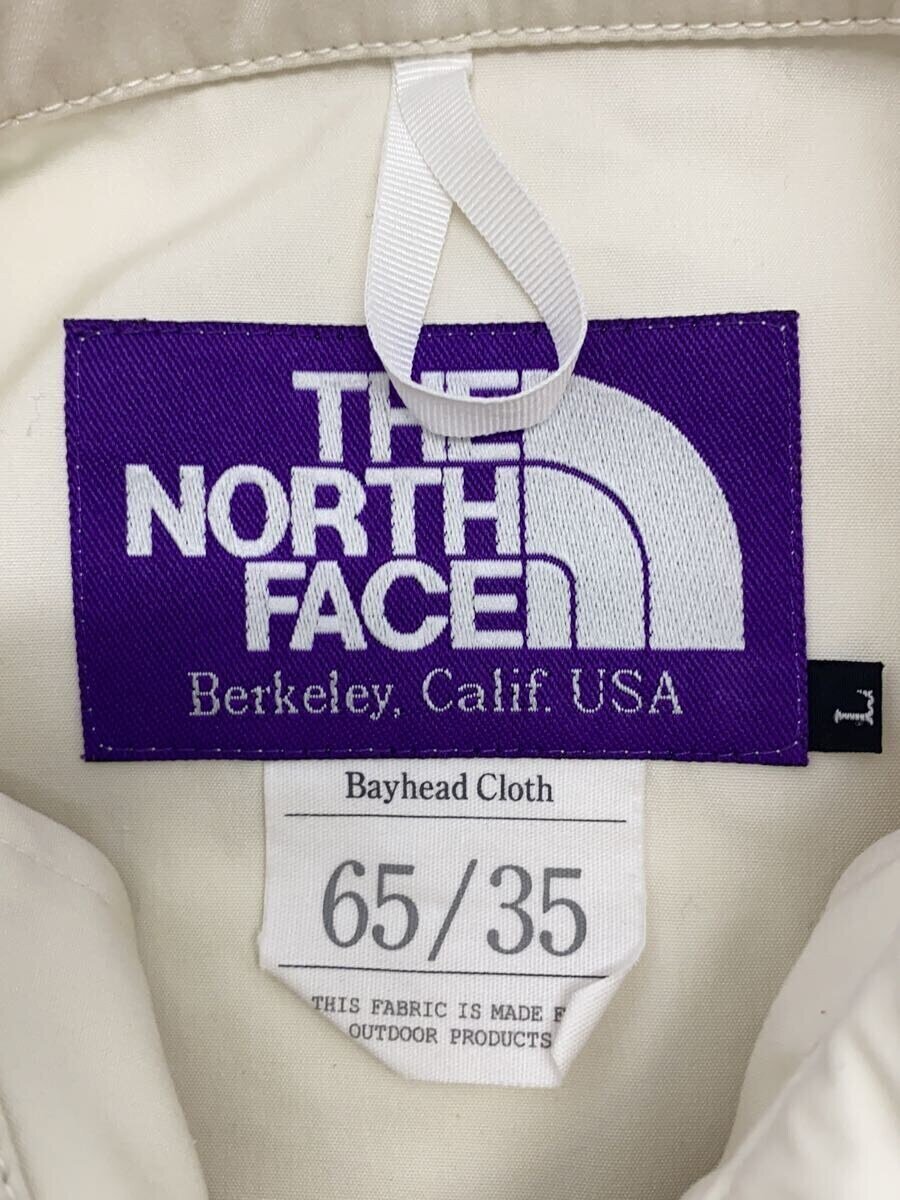 THE
NORTH
FACE
Berkeley, Calif. USA
L
Bayhead Cloth
65/35
THIS FABRIC IS MADE
OUTDOOR PRODUCTS